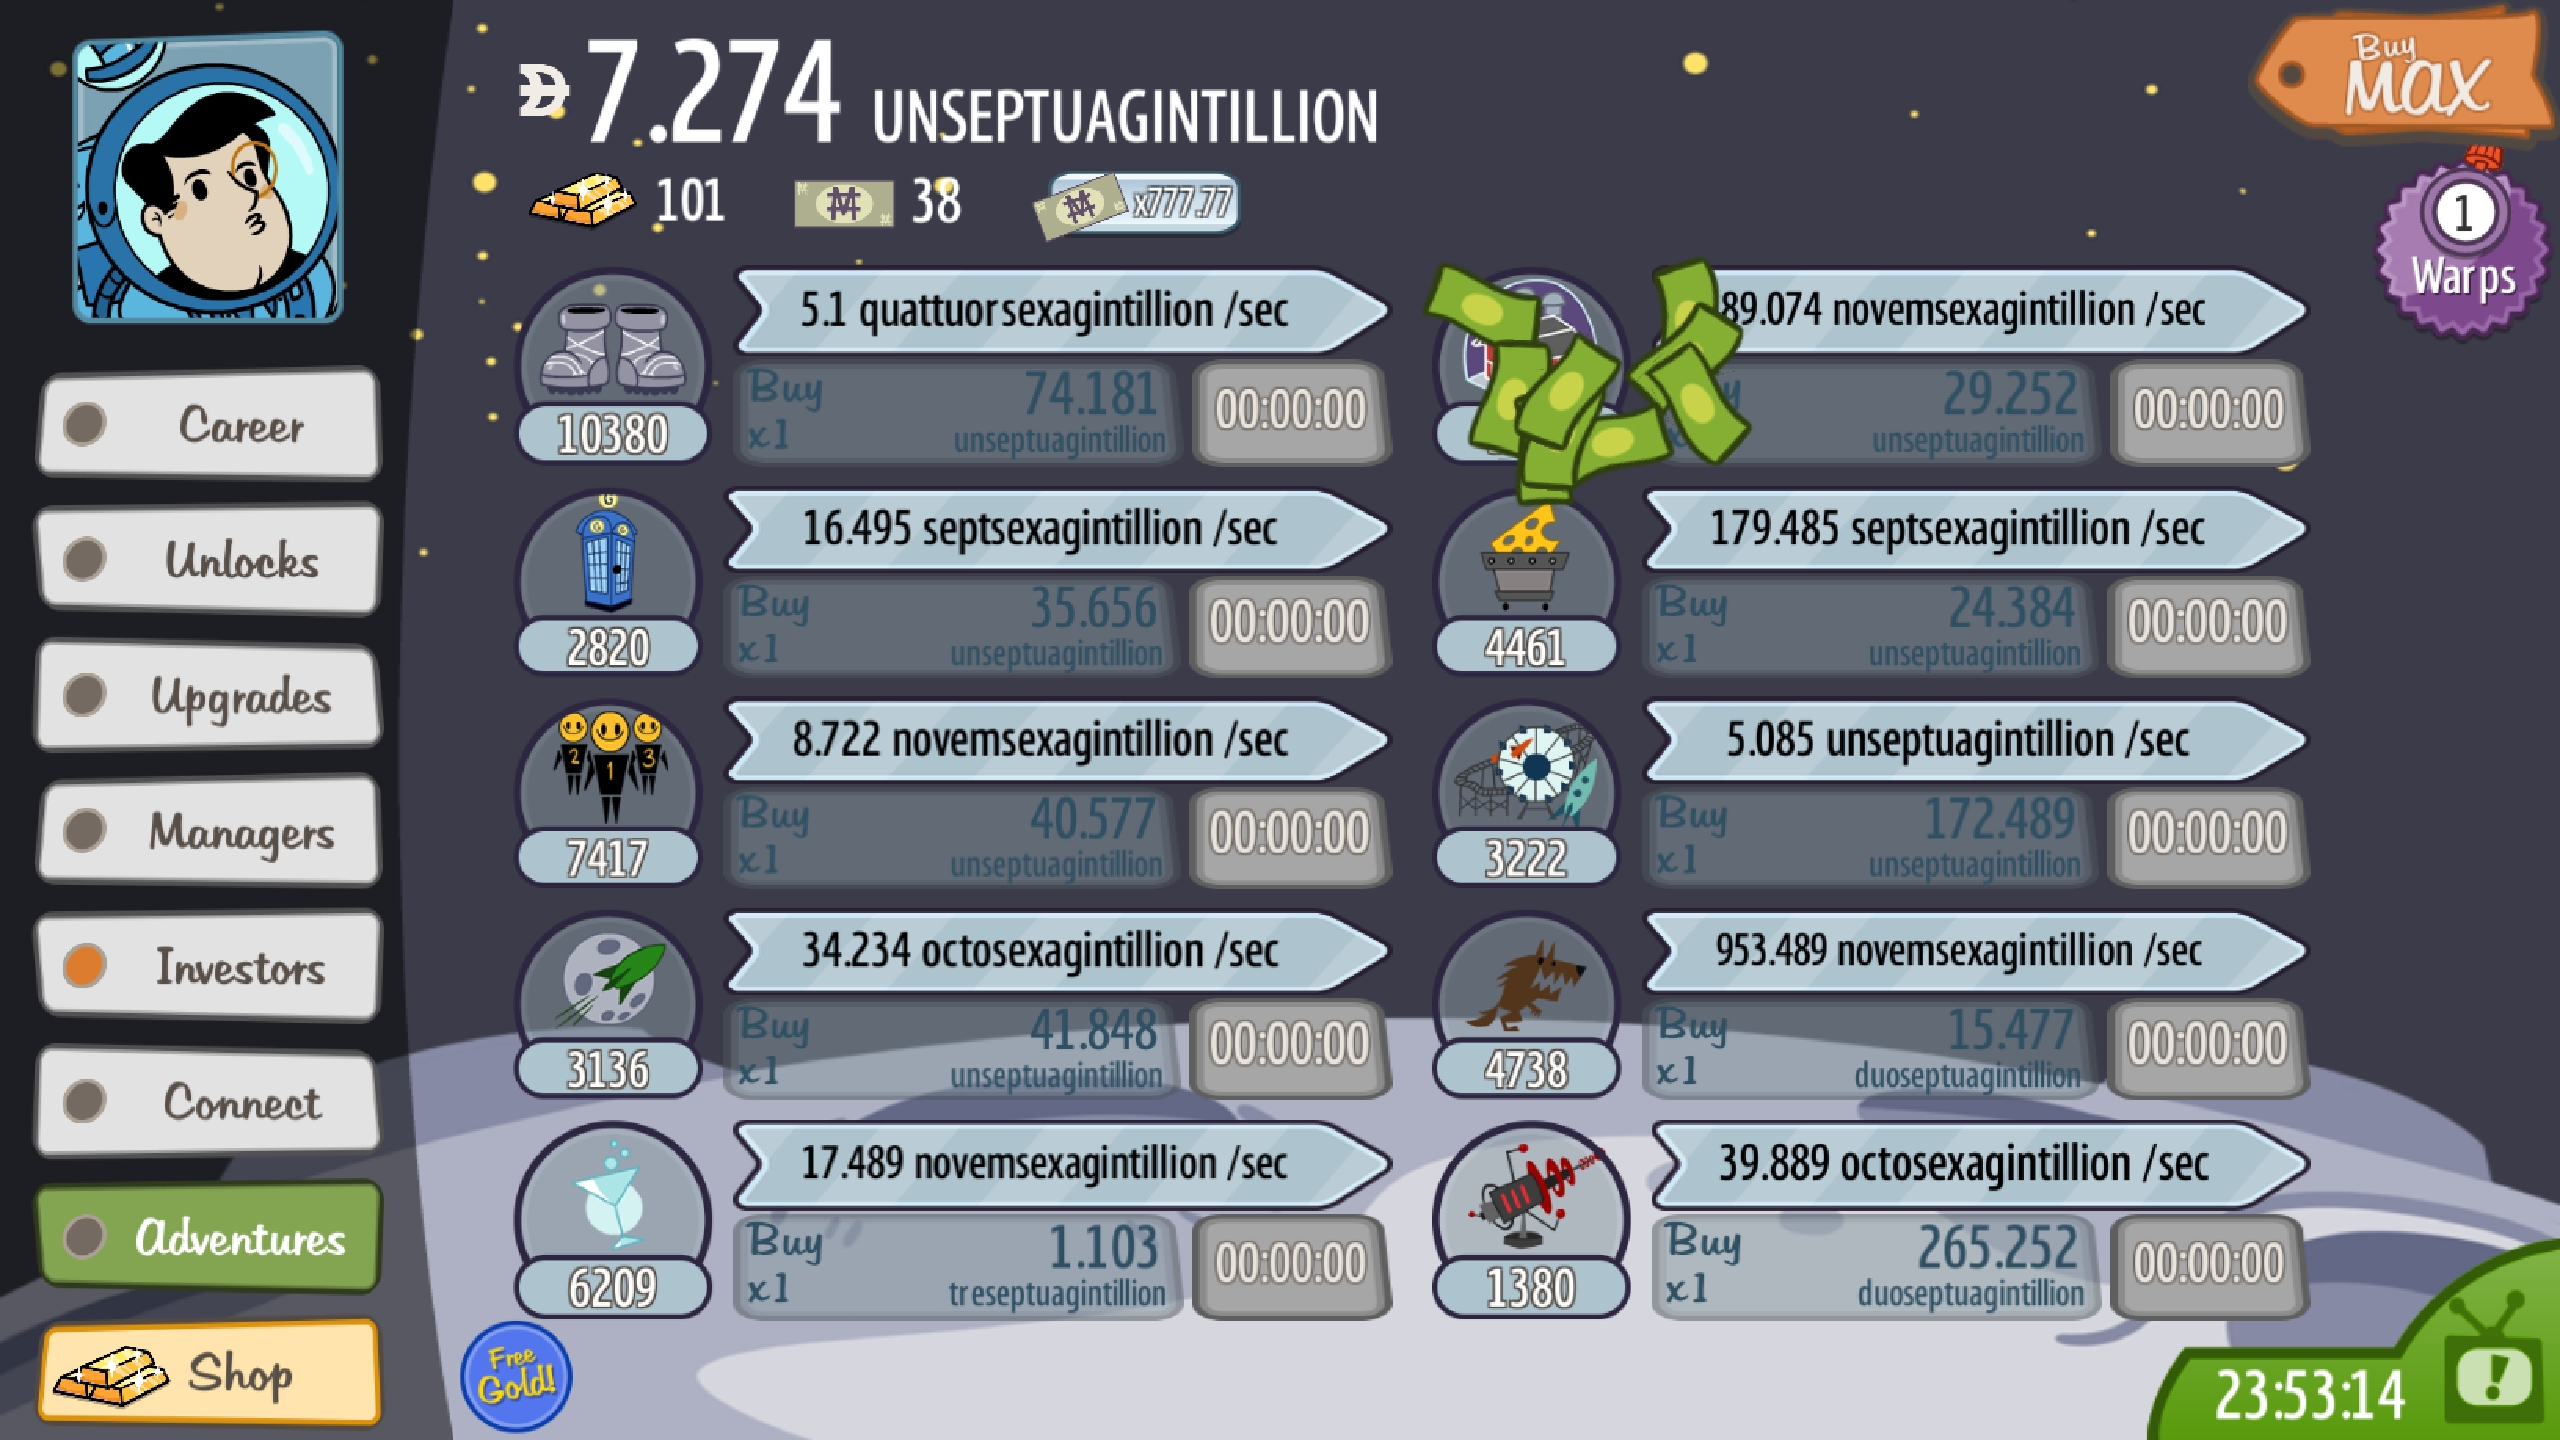 7.274 UNSEPTUAGINTILLION
Buy
MAX
101
38
x777.77
1
Warps
Career
Unlocks
Upgrades
Managers
Investors
Connect
Adventures
Shop
5.1 quattuorsexagintillion /sec
Buy 74.181
x1 unseptuagintillion
00:00:00
10380
89.074 novemsexagintillion /sec
29.252
unseptuagintillion
00:00:00
16.495 septsexagintillion /sec
Buy 35.656
x1 unseptuagintillion
00:00:00
2820
179.485 septsexagintillion /sec
Buy 24.384
x1 unseptuagintillion
00:00:00
4461
2 1 3
8.722 novemsexagintillion /sec
Buy 40.577
x1 unseptuagintillion
00:00:00
7417
5.085 unseptuagintillion /sec
Buy 172.489
x1 unseptuagintillion
00:00:00
3222
34.234 octosexagintillion /sec
Buy 41.848
x1 unseptuagintillion
00:00:00
3136
953.489 novemsexagintillion /sec
Buy 15.477
x1 duoseptuagintillion
00:00:00
4738
17.489 novemsexagintillion /sec
Buy 1.103
x1 treseptuagintillion
00:00:00
6209
39.889 octosexagintillion /sec
Buy 265.252
x1 duoseptuagintillion
00:00:00
1380
Free
Gold!
23:53:14